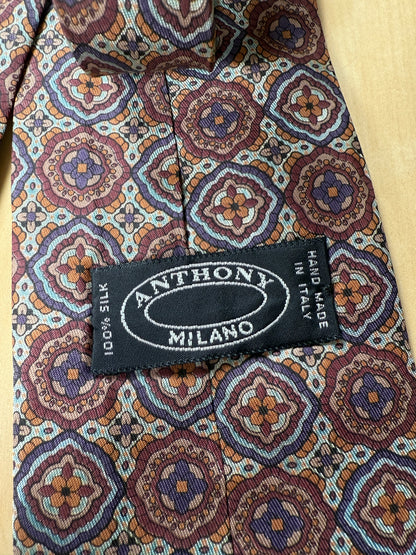 100% SILK
ANTHONY
MILANO
HAND MADE
IN ITALY